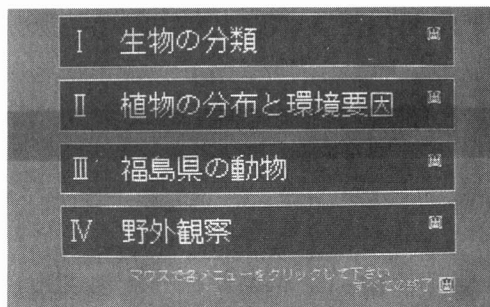 Ⅰ 生物の分類
Ⅱ 植物の分布と環境要因
Ⅲ 福島県の動物
Ⅳ 野外観察
マウスで各メニューをクリックして下さい
すべての終了